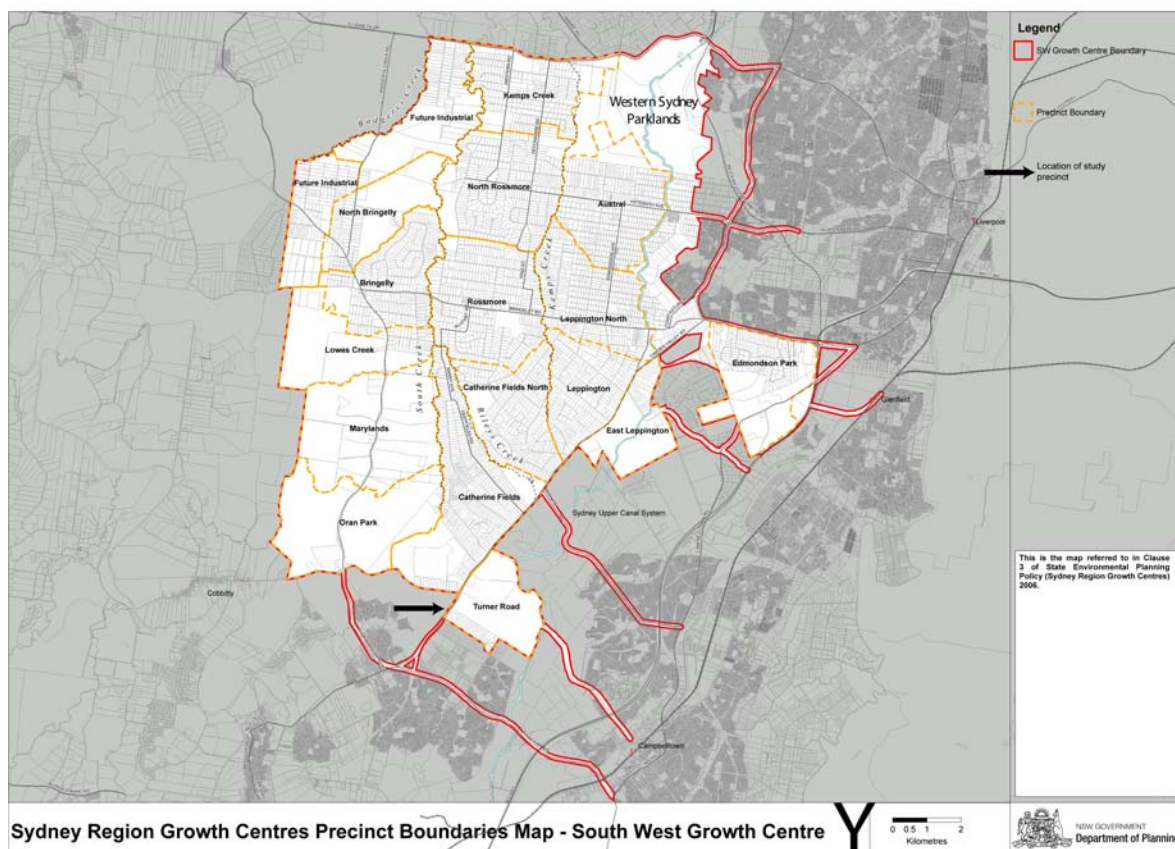 Legend
SW Growth Centre Boundary
Precinct Boundary
Location of study
precinct
Kemps Creek
Future Industrial
Western Sydney
Parklands
Future Industrial
North Rossmore
Austral
North Bringelly
Liverpool
Bringelly
Rossmore
Leppington North
Lowes Creek
Edmondson Park
South Creek
Catherine Fields North
Leppington
Glenfield
Marylands
Rileys Creek
East Leppington
Catherine Fields
Sydney Upper Canal System
Oran Park
Cobbitty
Turner Road
Campbelltown
This is the map referred to in Clause
3 of State Environmental Planning
Policy (Sydney Region Growth Centres)
2006.
Sydney Region Growth Centres Precinct Boundaries Map - South West Growth Centre
0 0.5 1 2
Kilometres
NSW GOVERNMENT
Department of Planning